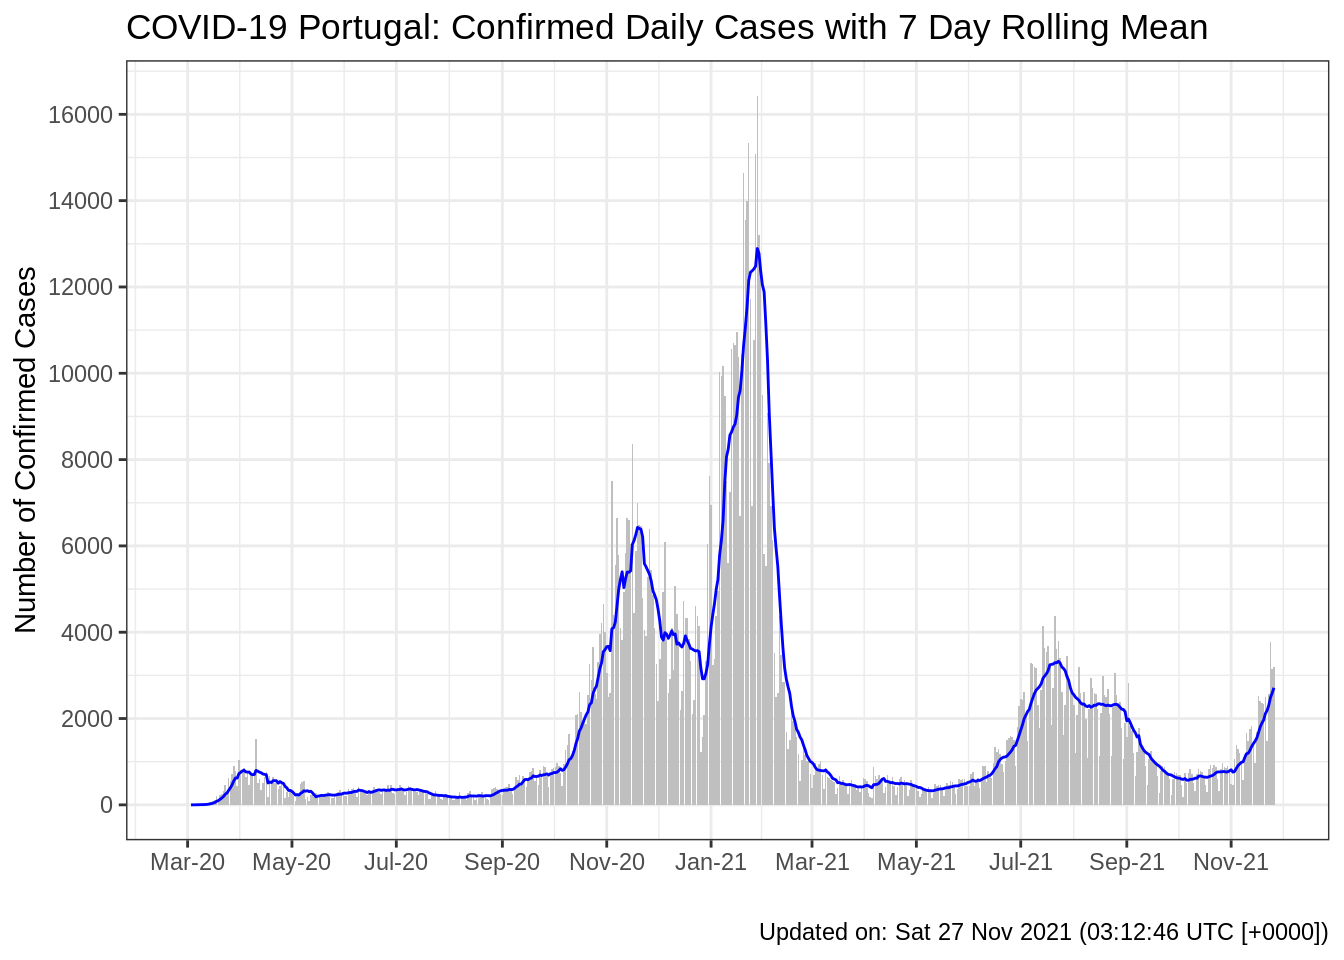 COVID-19 Portugal: Confirmed Daily Cases with 7 Day Rolling Mean
Number of Confirmed Cases
16000
14000
12000
10000
8000
6000
4000
2000
0
Mar-20 May-20 Jul-20 Sep-20 Nov-20 Jan-21 Mar-21 May-21 Jul-21 Sep-21 Nov-21
Updated on: Sat 27 Nov 2021 (03:12:46 UTC [+0000])